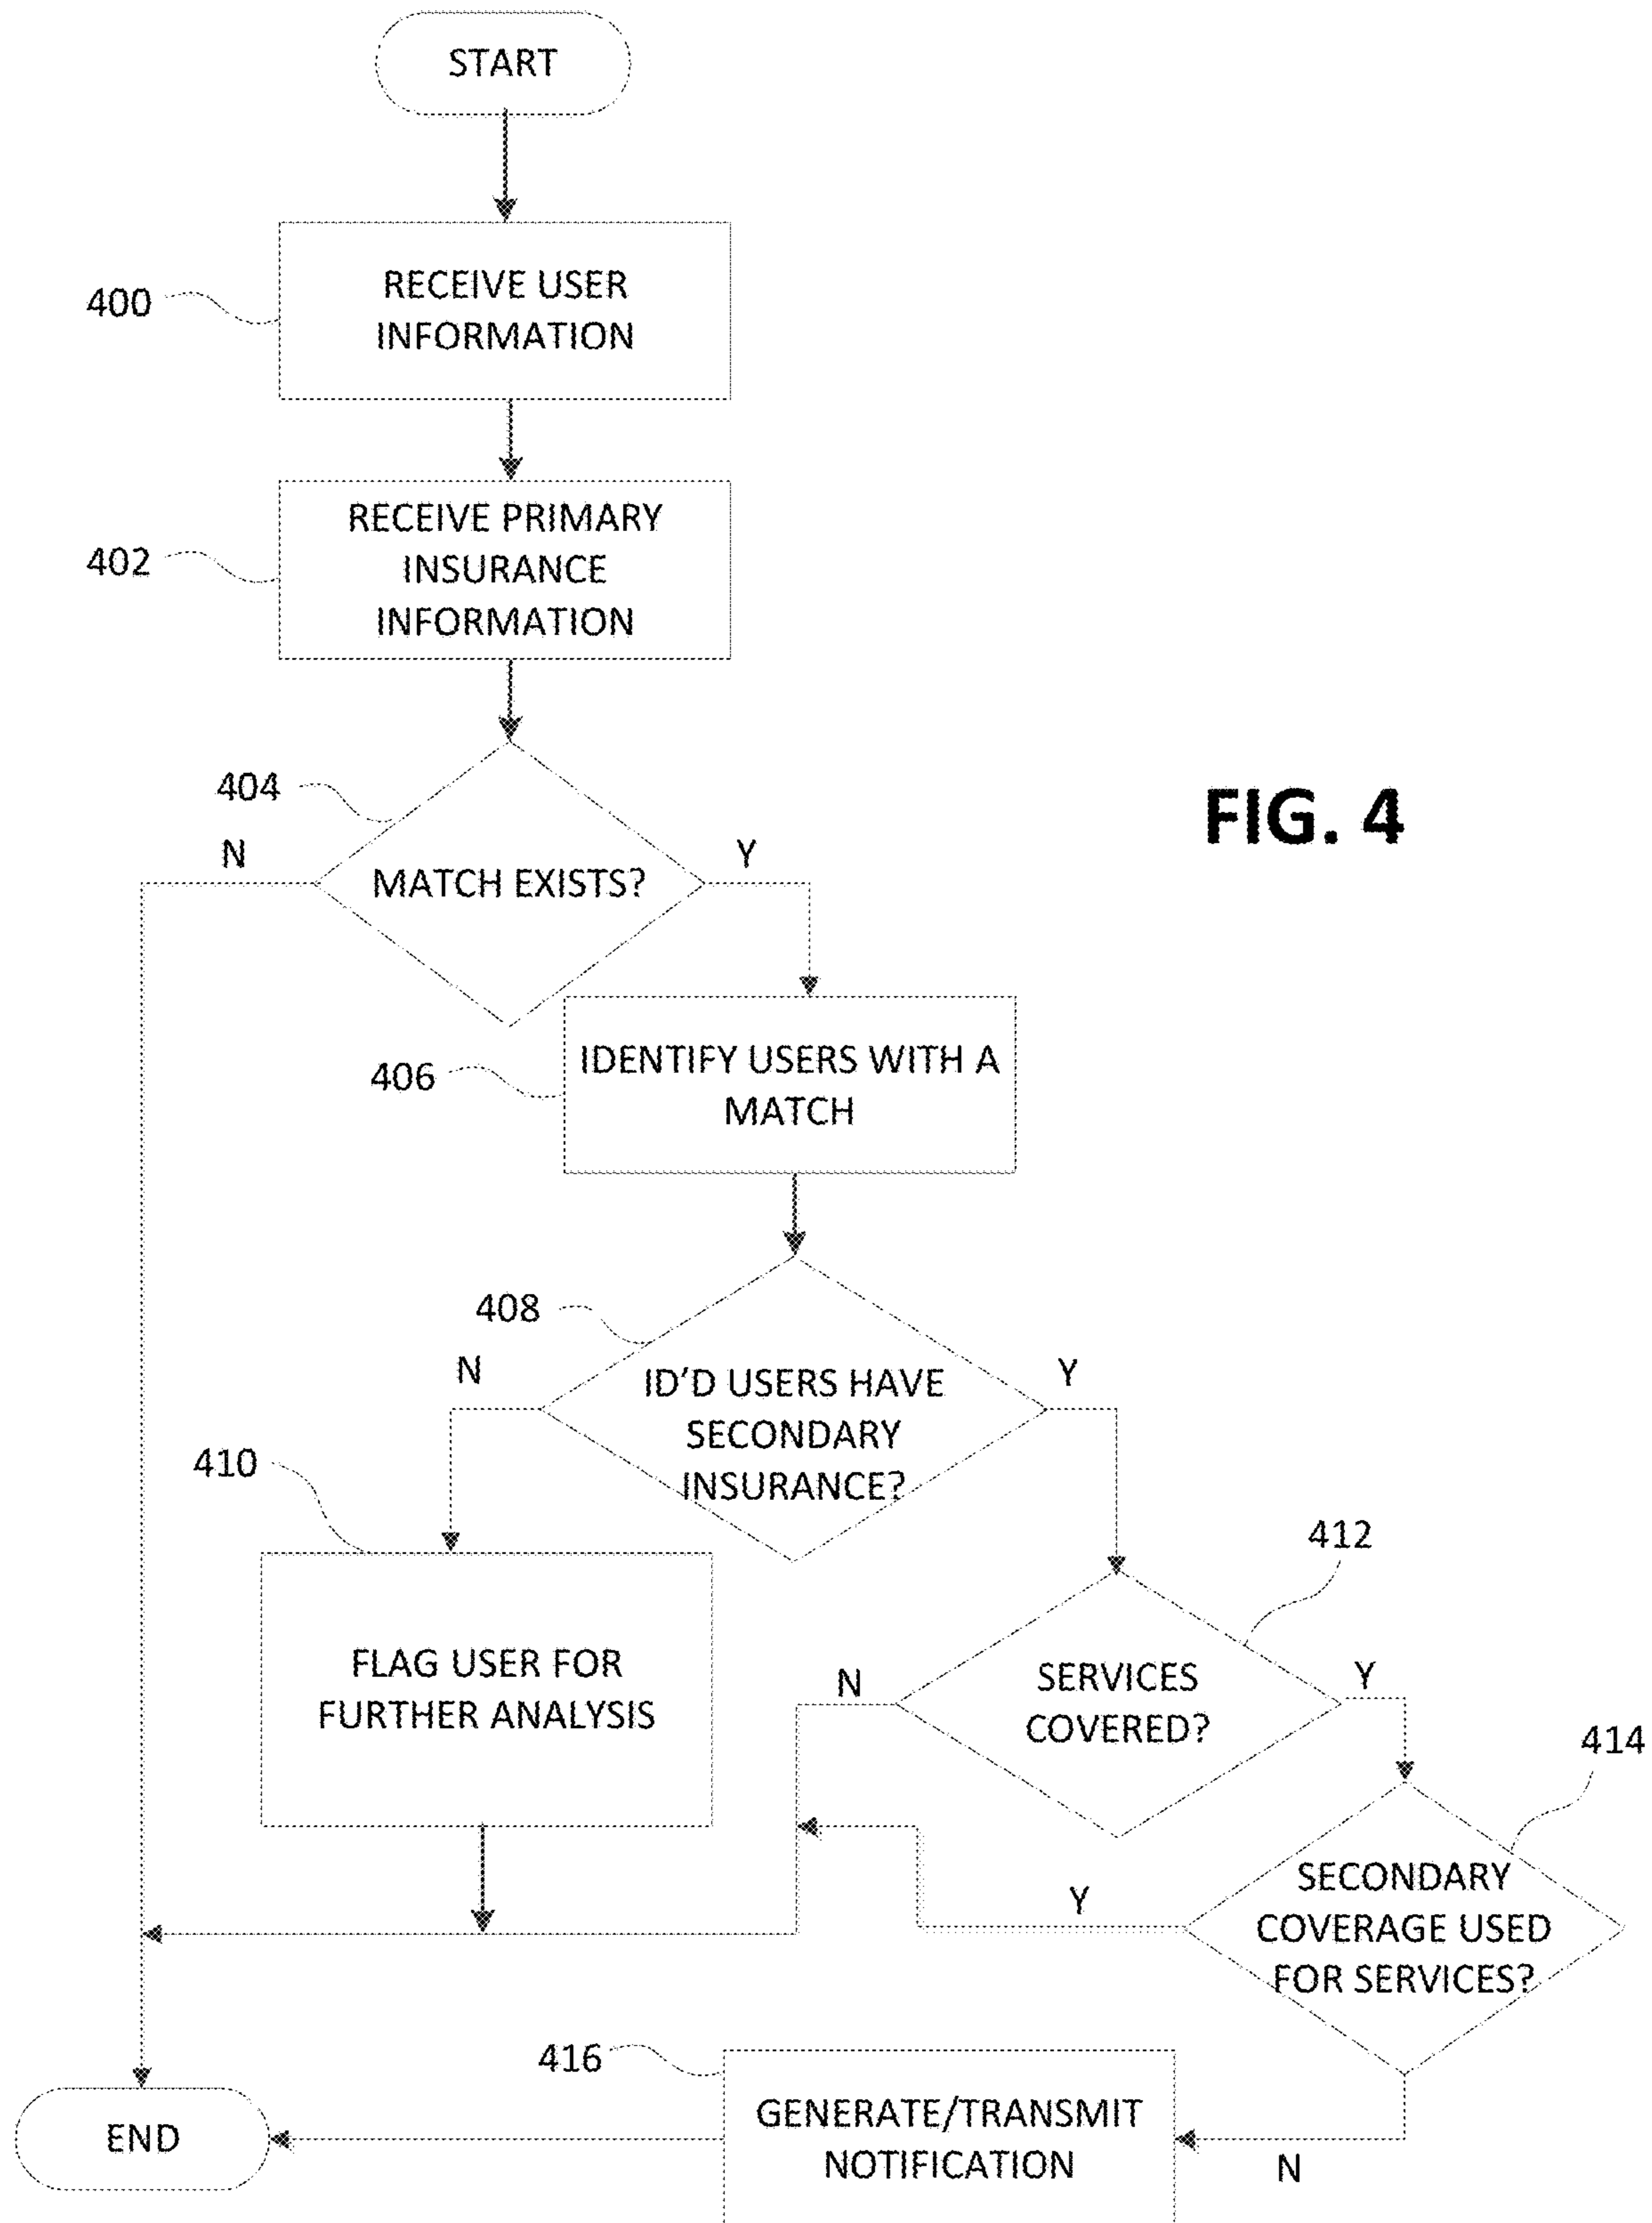 START
400
RECEIVE USER
INFORMATION
402
RECEIVE PRIMARY
INSURANCE
INFORMATION
404
N
MATCH EXISTS?
Y
FIG. 4
406
IDENTIFY USERS WITH A
MATCH
408
N
ID'D USERS HAVE
SECONDARY
INSURANCE?
Y
410
FLAG USER FOR
FURTHER ANALYSIS
412
N
SERVICES
COVERED?
Y
414
Y
SECONDARY
COVERAGE USED
FOR SERVICES?
N
416
GENERATE/TRANSMIT
NOTIFICATION
END